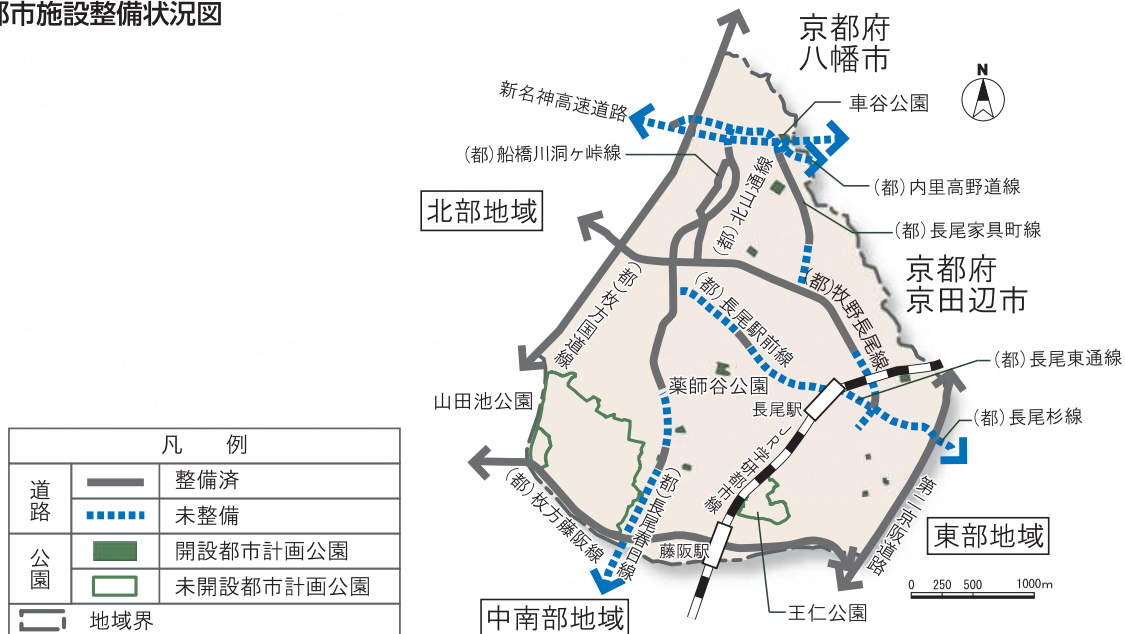 市施設整備状況図
京都府
八幡市
N
新名神高速道路
車谷公園
(都)船橋川洞ヶ峠線
(都)内里高野道線
北部地域
(都)北山通線
(都)長尾家具町線
京都府
京田辺市
(都)枚方国道線
(都)長尾駅前線
(都)牧野長尾線
(都)長尾東通線
山田池公園
薬師谷公園
長尾駅
(都)長尾杉線
JR学研都市線
(都)枚方藤阪線
(都)長尾春日線
藤阪駅
第二京阪道路
東部地域
0 250 500 1000m
中南部地域
王仁公園
凡 例
道路
整備済
未整備
公園
開設都市計画公園
未開設都市計画公園
地域界